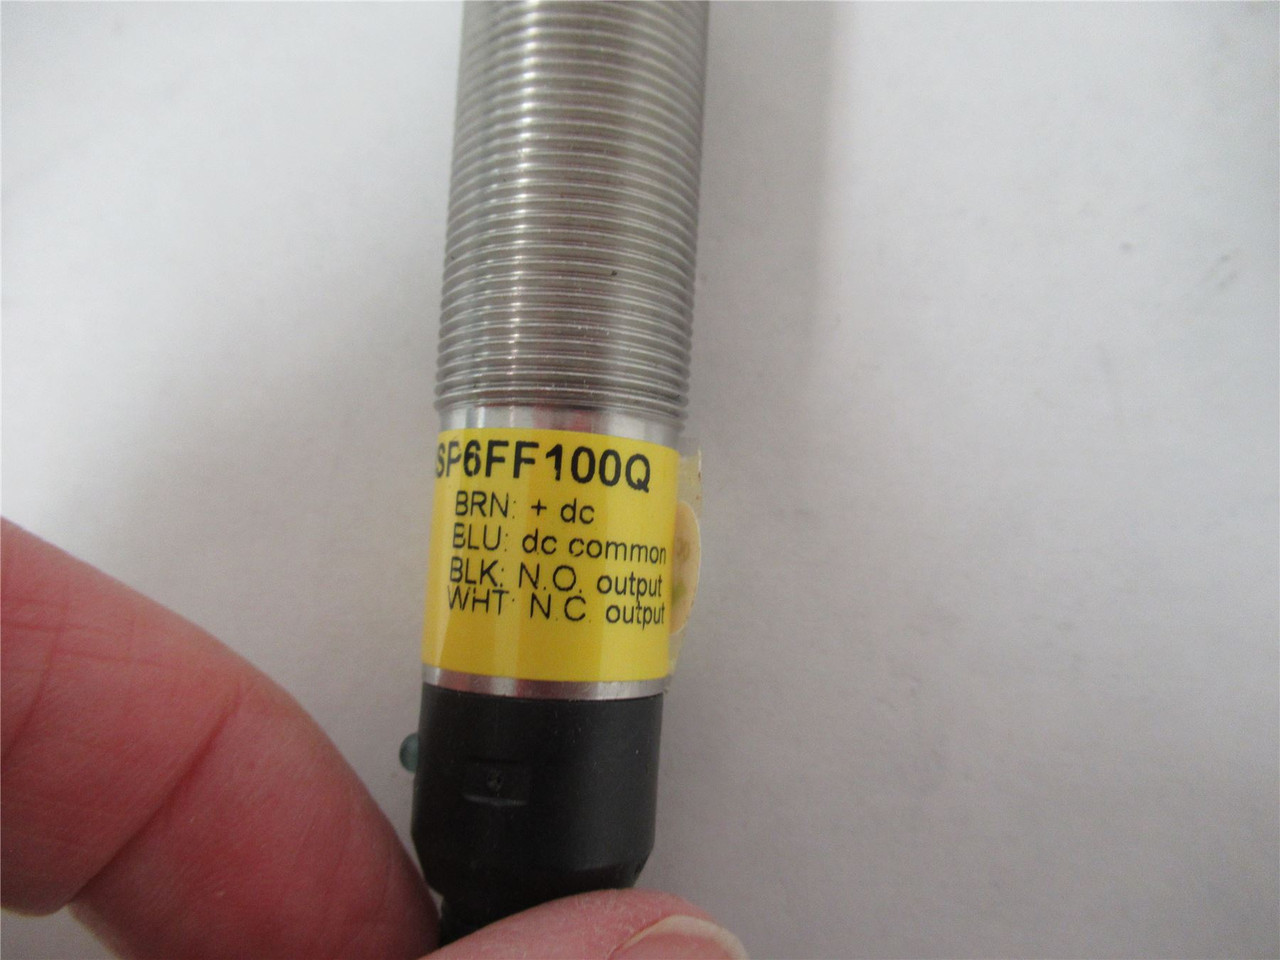 SP6FF100Q
BRN: + dc
BLU: dc common
BLK: N.O. output
WHT: N.C. output